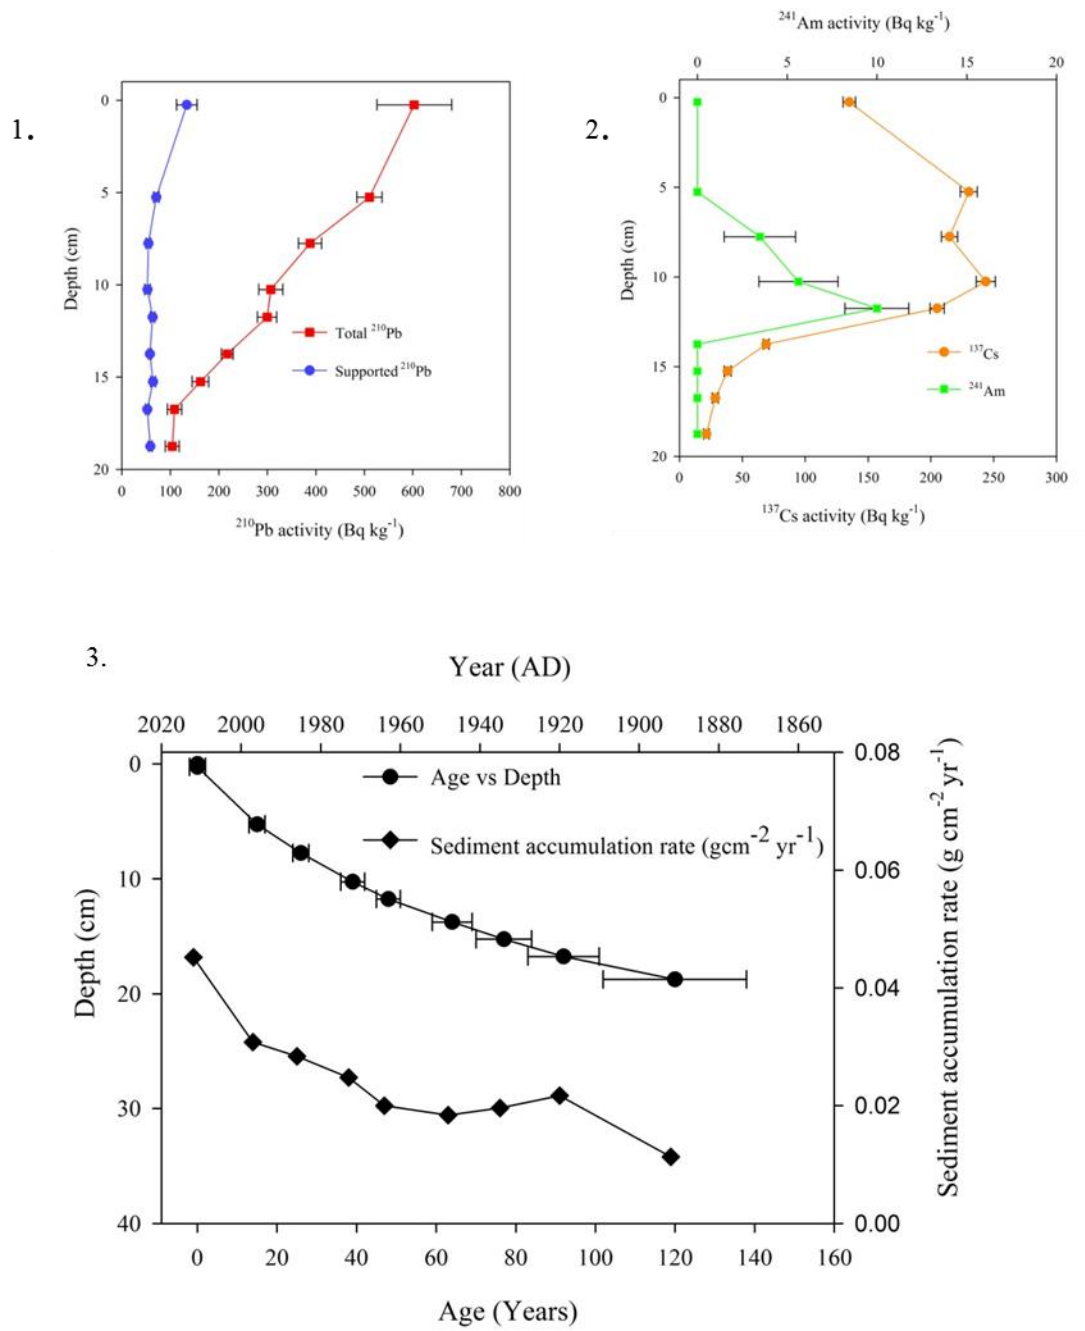 1.
0
5
10
15
20
Depth (cm)
Total ²¹⁰Pb
Supported ²¹⁰Pb
0 100 200 300 400 500 600 700 800
²¹⁰Pb activity (Bq kg⁻¹)
2.
²⁴¹Am activity (Bq kg⁻¹)
0 5 10 15 20
0
5
10
15
20
Depth (cm)
¹³⁷Cs
²⁴¹Am
0 50 100 150 200 250 300
¹³⁷Cs activity (Bq kg⁻¹)
3.
Year (AD)
2020 2000 1980 1960 1940 1920 1900 1880 1860
0
10
20
30
40
Depth (cm)
Age vs Depth
Sediment accumulation rate (gcm⁻² yr⁻¹)
0.08
0.06
0.04
0.02
0.00
Sediment accumulation rate (g cm⁻² yr⁻¹)
0 20 40 60 80 100 120 140 160
Age (Years)